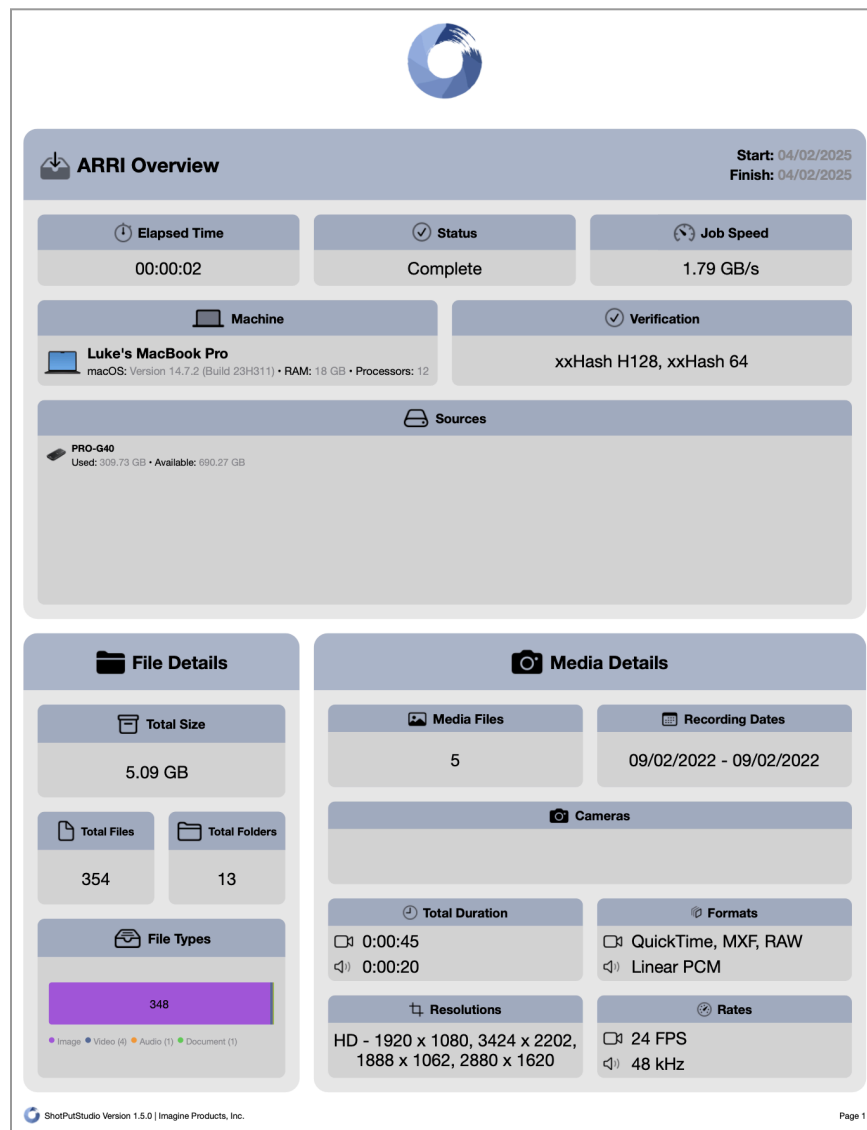 ARRI Overview
Start: 04/02/2025
Finish: 04/02/2025
Elapsed Time
00:00:02
Status
Complete
Job Speed
1.79 GB/s
Machine
Luke's MacBook Pro
macOS: Version 14.7.2 (Build 23H311) • RAM: 18 GB • Processors: 12
Verification
xxHash H128, xxHash 64
Sources
PRO-G40
Used: 309.73 GB • Available: 690.27 GB
File Details
Total Size
5.09 GB
Total Files
354
Total Folders
13
File Types
348
Image Video (4) Audio (1) Document (1)
Media Details
Media Files
5
Recording Dates
09/02/2022 - 09/02/2022
Cameras
Total Duration
0:00:45
0:00:20
Formats
QuickTime, MXF, RAW
Linear PCM
Resolutions
HD - 1920 x 1080, 3424 x 2202,
1888 x 1062, 2880 x 1620
Rates
24 FPS
48 kHz
ShotPutStudio Version 1.5.0 | Imagine Products, Inc.
Page 1